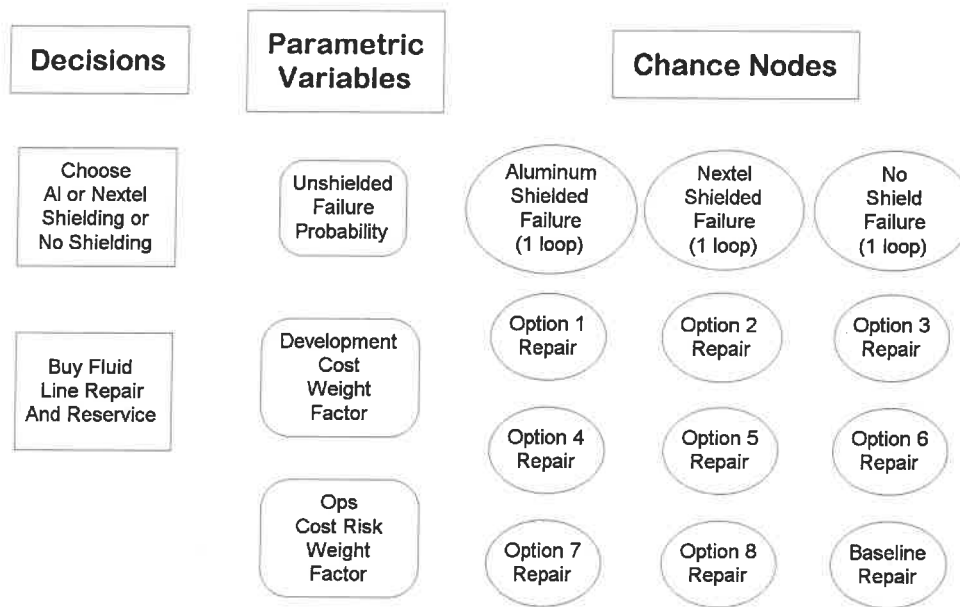 Decisions
Parametric
Variables
Chance Nodes
Choose
Al or Nextel
Shielding or
No Shielding
Unshielded
Failure
Probability
Aluminum
Shielded
Failure
(1 loop)
Nextel
Shielded
Failure
(1 loop)
No
Shield
Failure
(1 loop)
Buy Fluid
Line Repair
And Reservice
Development
Cost
Weight
Factor
Option 1
Repair
Option 2
Repair
Option 3
Repair
Option 4
Repair
Option 5
Repair
Option 6
Repair
Ops
Cost Risk
Weight
Factor
Option 7
Repair
Option 8
Repair
Baseline
Repair